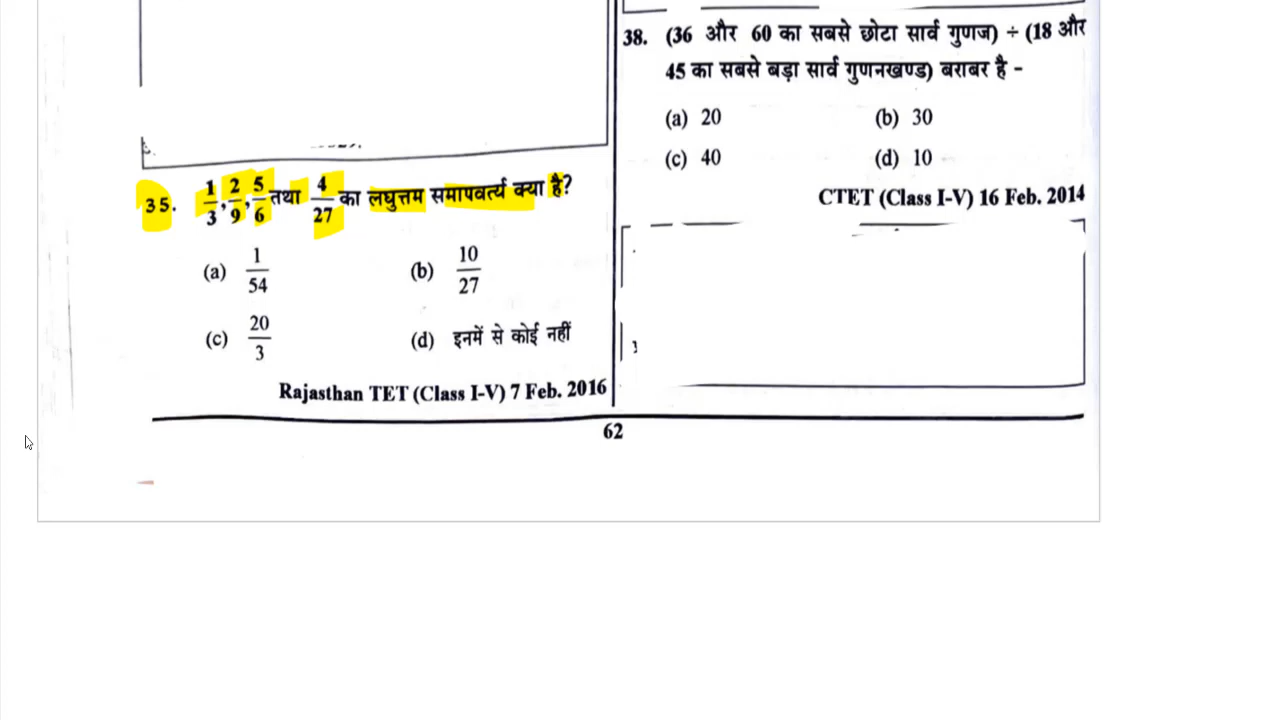 35. 1/3, 2/9, 5/6 तथा 4/27 का लघुत्तम समापवर्त्य क्या है?
(a) 1/54 (b) 10/27
(c) 20/3 (d) इनमें से कोई नहीं
Rajasthan TET (Class I-V) 7 Feb. 2016
38. (36 और 60 का सबसे छोटा सार्व गुणज) ÷ (18 और
45 का सबसे बड़ा सार्व गुणनखण्ड) बराबर है -
(a) 20 (b) 30
(c) 40 (d) 10
CTET (Class I-V) 16 Feb. 2014
62